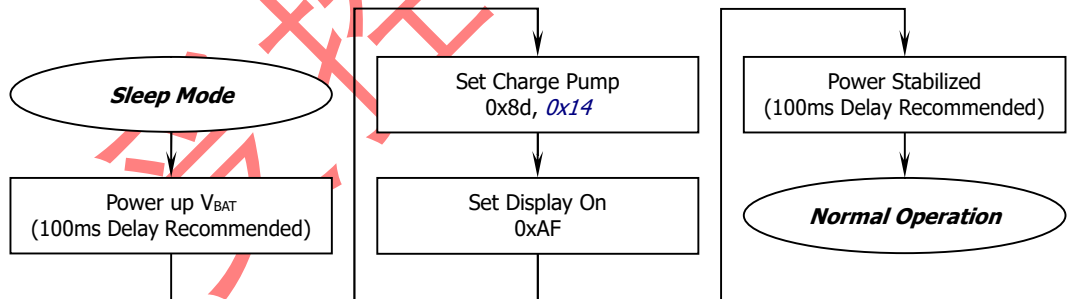 Sleep Mode
Power up VBAT
(100ms Delay Recommended)
Set Charge Pump
0x8d, 0x14
Set Display On
0xAF
Power Stabilized
(100ms Delay Recommended)
Normal Operation